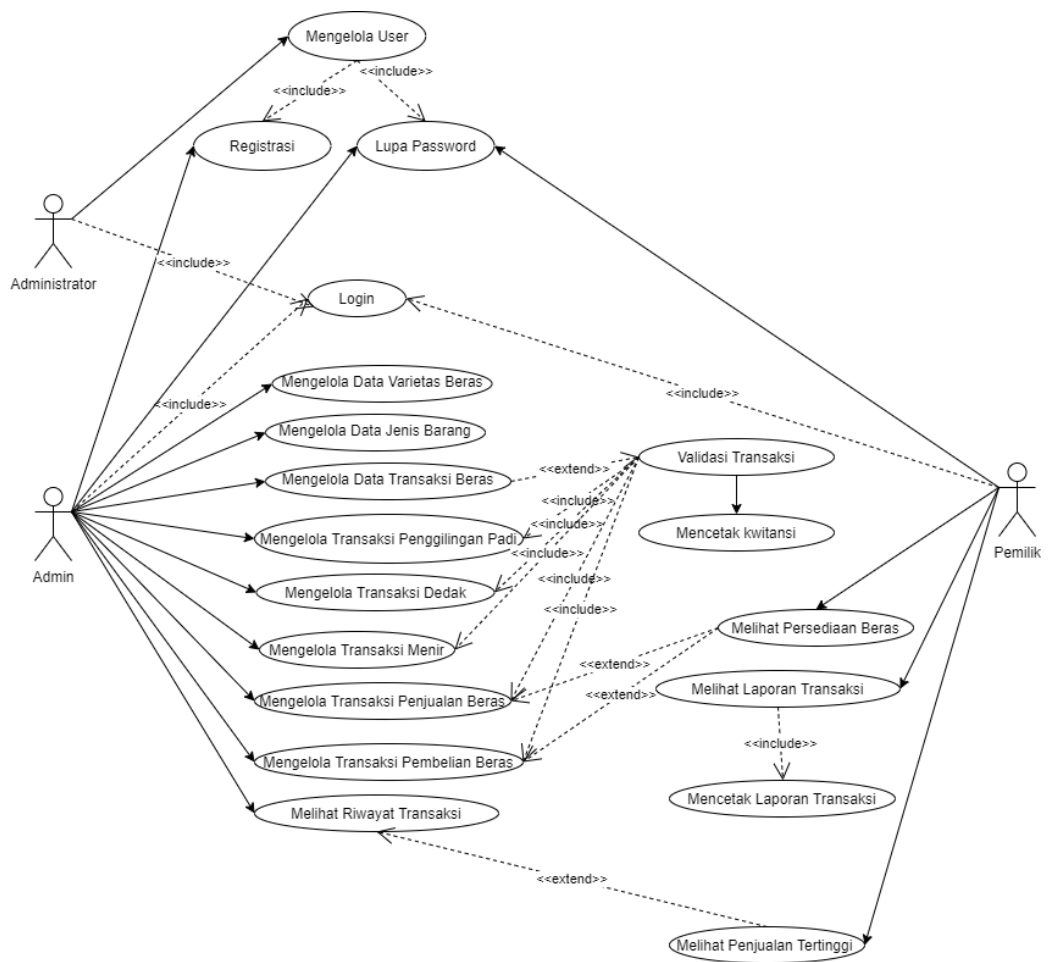 Mengelola User
<<include>>
<<include>>
Registrasi
Lupa Password
Administrator
<<include>>
Login
Mengelola Data Varietas Beras
<<include>>
<<include>>
Mengelola Data Jenis Barang
Validasi Transaksi
<<extend>>
Mengelola Data Transaksi Beras
<<include>>
<<include>>
Mencetak kwitansi
Mengelola Transaksi Penggilingan Padi
<<include>>
Admin
Pemilik
<<include>>
Mengelola Transaksi Dedak
<<include>>
Melihat Persediaan Beras
Mengelola Transaksi Menir
<<extend>>
Melihat Laporan Transaksi
<<extend>>
Mengelola Transaksi Penjualan Beras
<<include>>
Mengelola Transaksi Pembelian Beras
Mencetak Laporan Transaksi
Melihat Riwayat Transaksi
<<extend>>
Melihat Penjualan Tertinggi